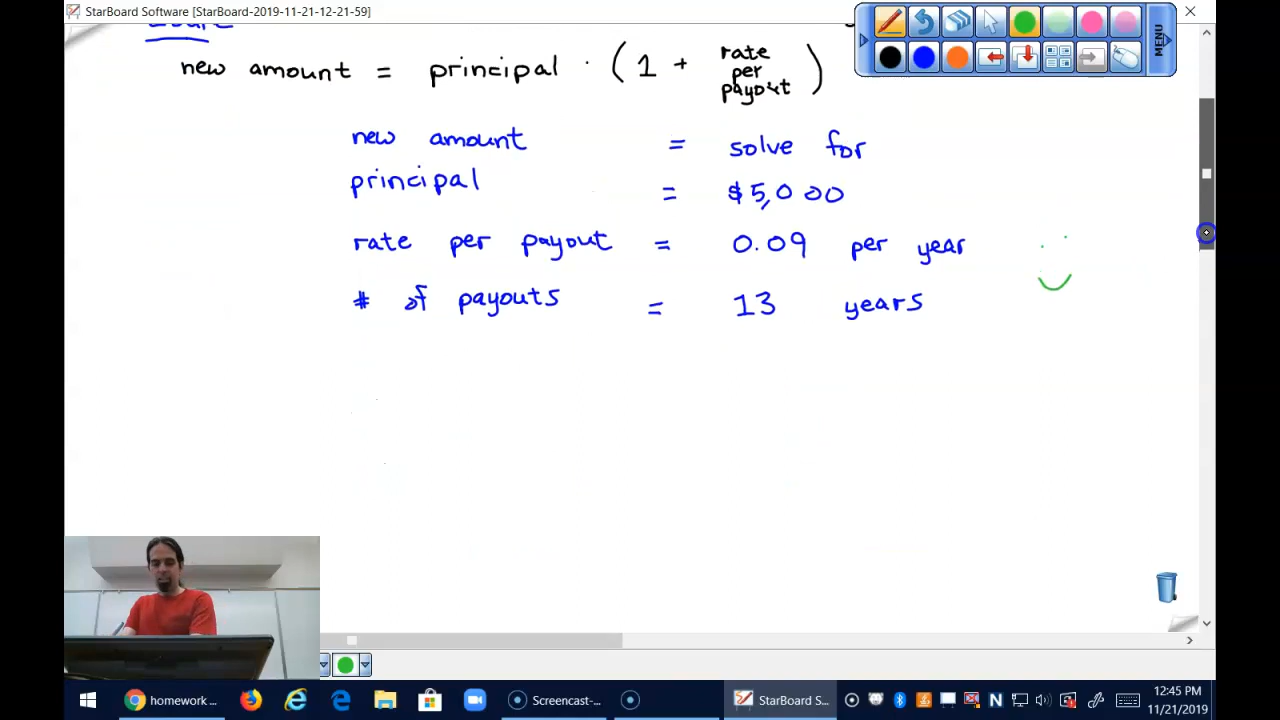 StarBoard Software [StarBoard-2019-11-21-12-21-59]
MENU
new amount = principal · ( 1 + rate per payout )
new amount = solve for
principal = $5,000
rate per payout = 0.09 per year
# of payouts = 13 years
homework ...
Screencast-...
StarBoard S...
12:45 PM
11/21/2019